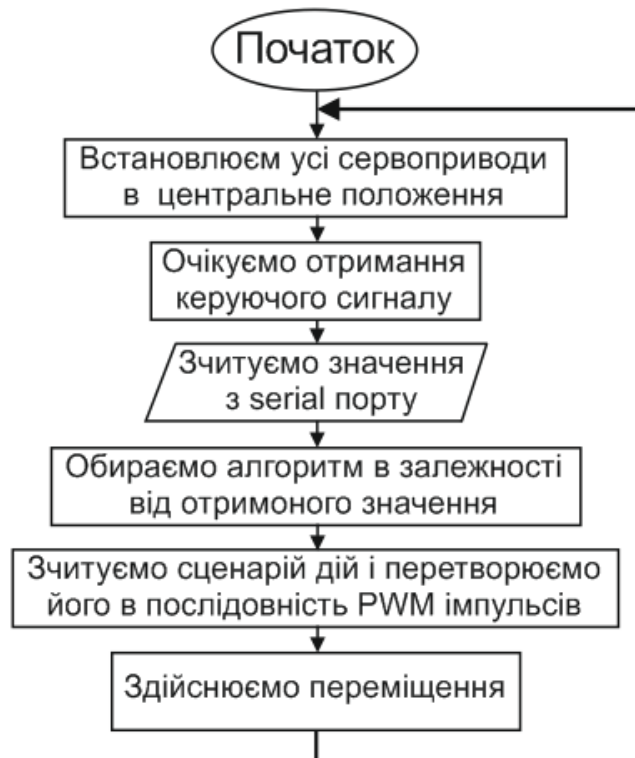 Початок
Встановлюєм усі сервоприводи
в центральне положення
Очікуємо отримання
керуючого сигналу
Зчитуємо значення
з serial порту
Обираємо алгоритм в залежності
від отримоного значення
Зчитуємо сценарій дій і перетворюємо
його в послідовність PWM імпульсів
Здійснюємо переміщення